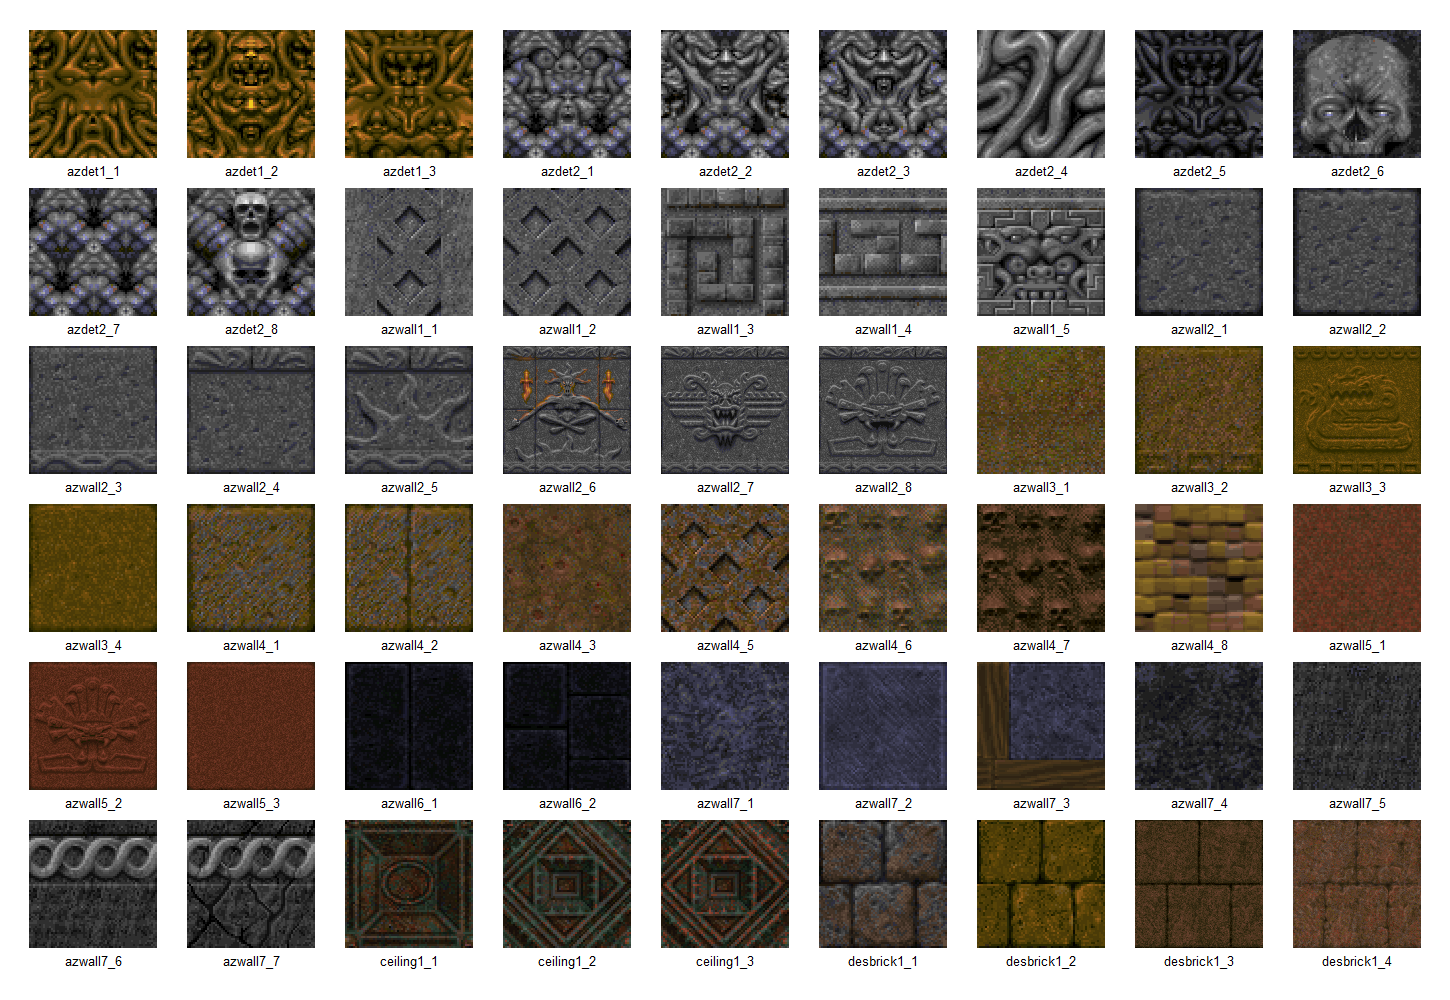 azdet1_1 azdet1_2 azdet1_3 azdet2_1 azdet2_2 azdet2_3 azdet2_4 azdet2_5 azdet2_6
azdet2_7 azdet2_8 azwall1_1 azwall1_2 azwall1_3 azwall1_4 azwall1_5 azwall2_1 azwall2_2
azwall2_3 azwall2_4 azwall2_5 azwall2_6 azwall2_7 azwall2_8 azwall3_1 azwall3_2 azwall3_3
azwall3_4 azwall4_1 azwall4_2 azwall4_3 azwall4_5 azwall4_6 azwall4_7 azwall4_8 azwall5_1
azwall5_2 azwall5_3 azwall6_1 azwall6_2 azwall7_1 azwall7_2 azwall7_3 azwall7_4 azwall7_5
azwall7_6 azwall7_7 ceiling1_1 ceiling1_2 ceiling1_3 desbrick1_1 desbrick1_2 desbrick1_3 desbrick1_4